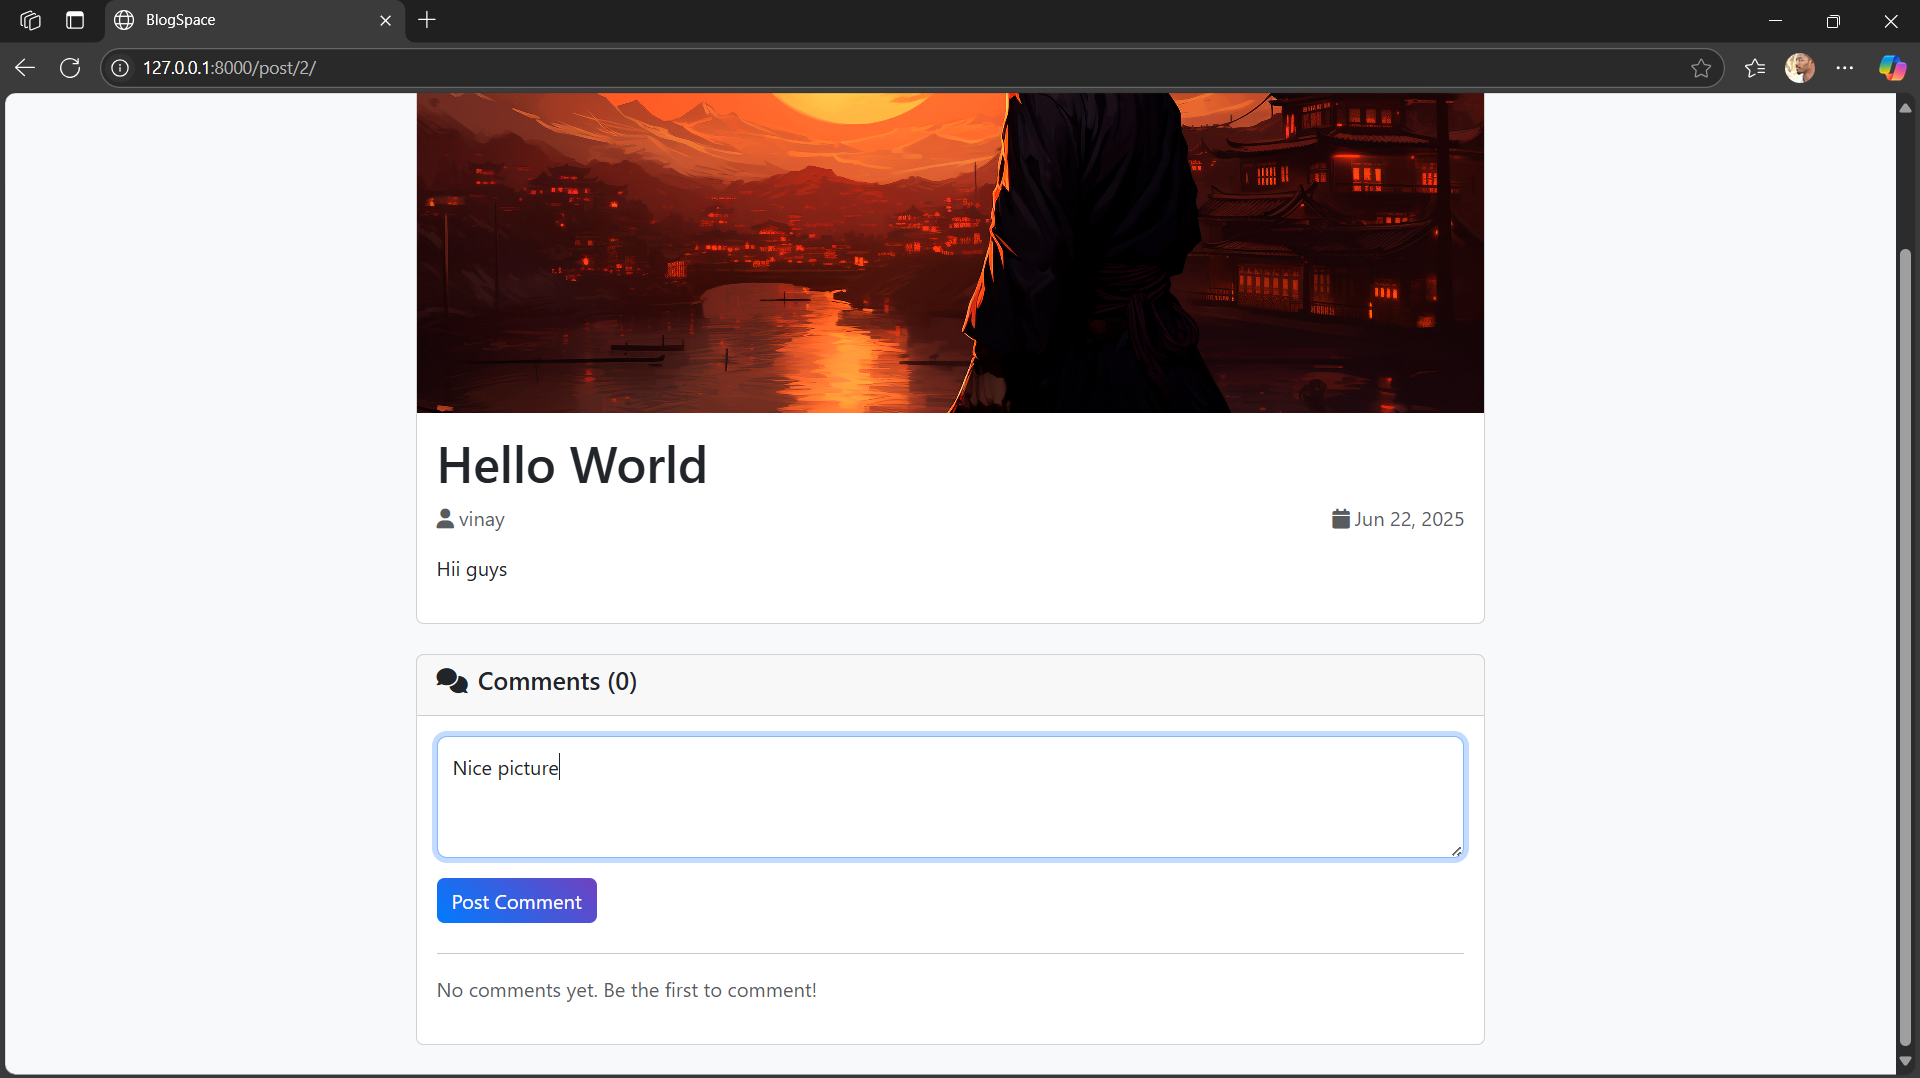 BlogSpace
127.0.0.1:8000/post/2/
Hello World
vinay
Jun 22, 2025
Hii guys
Comments (0)
Nice picture
Post Comment
No comments yet. Be the first to comment!